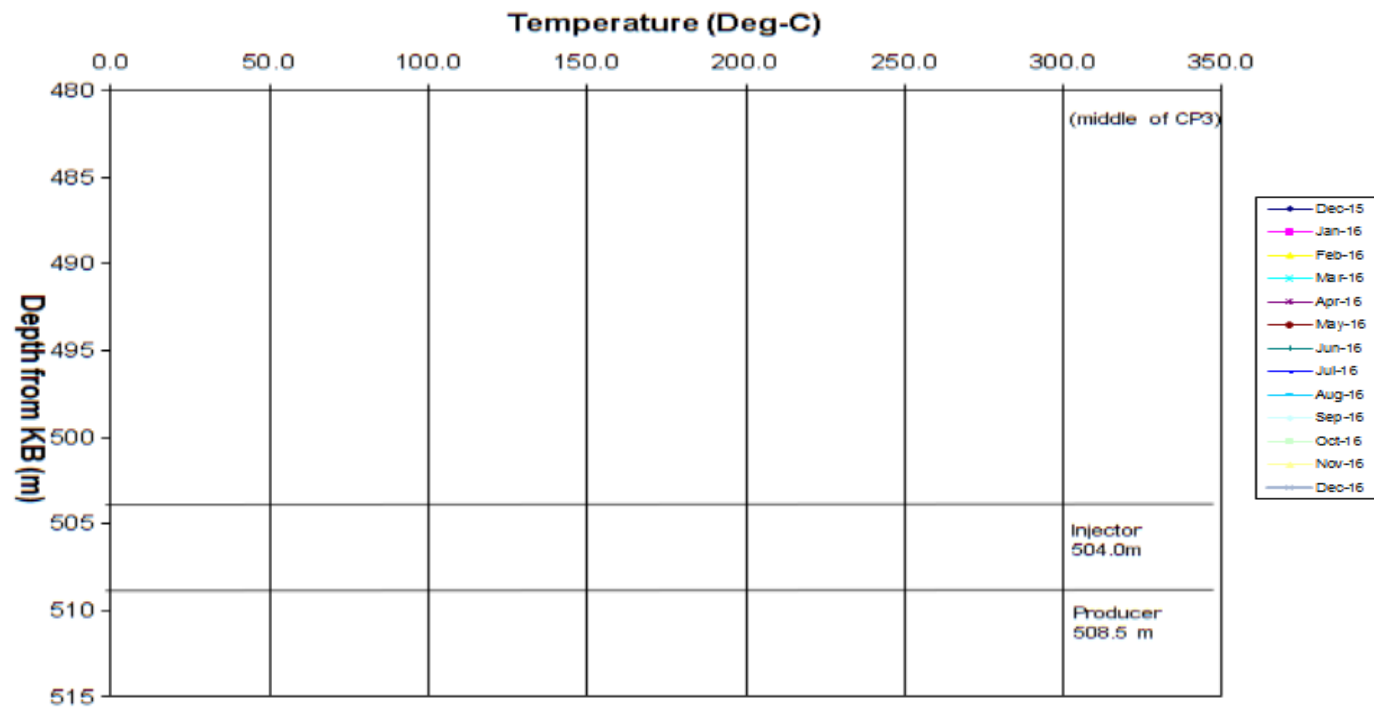 Temperature (Deg-C)
0.0 50.0 100.0 150.0 200.0 250.0 300.0 350.0
480
(middle of CP3)
485
490
495
500
505
510
515
Depth from KB (m)
Injector
504.0m
Producer
508.5 m
Dec-15
Jan-16
Feb-16
Mar-16
Apr-16
May-16
Jun-16
Jul-16
Aug-16
Sep-16
Oct-16
Nov-16
Dec-16